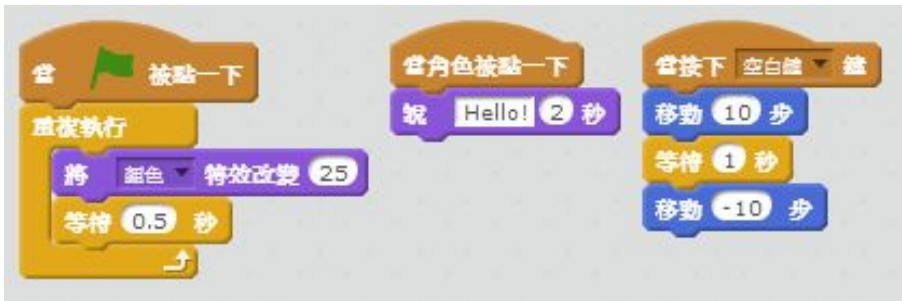 當 被點一下
重複執行
將 顏色 特效改變 25
等待 0.5 秒
當角色被點一下
說 Hello! 2 秒
當按下 空白鍵 鍵
移動 10 步
等待 1 秒
移動 -10 步